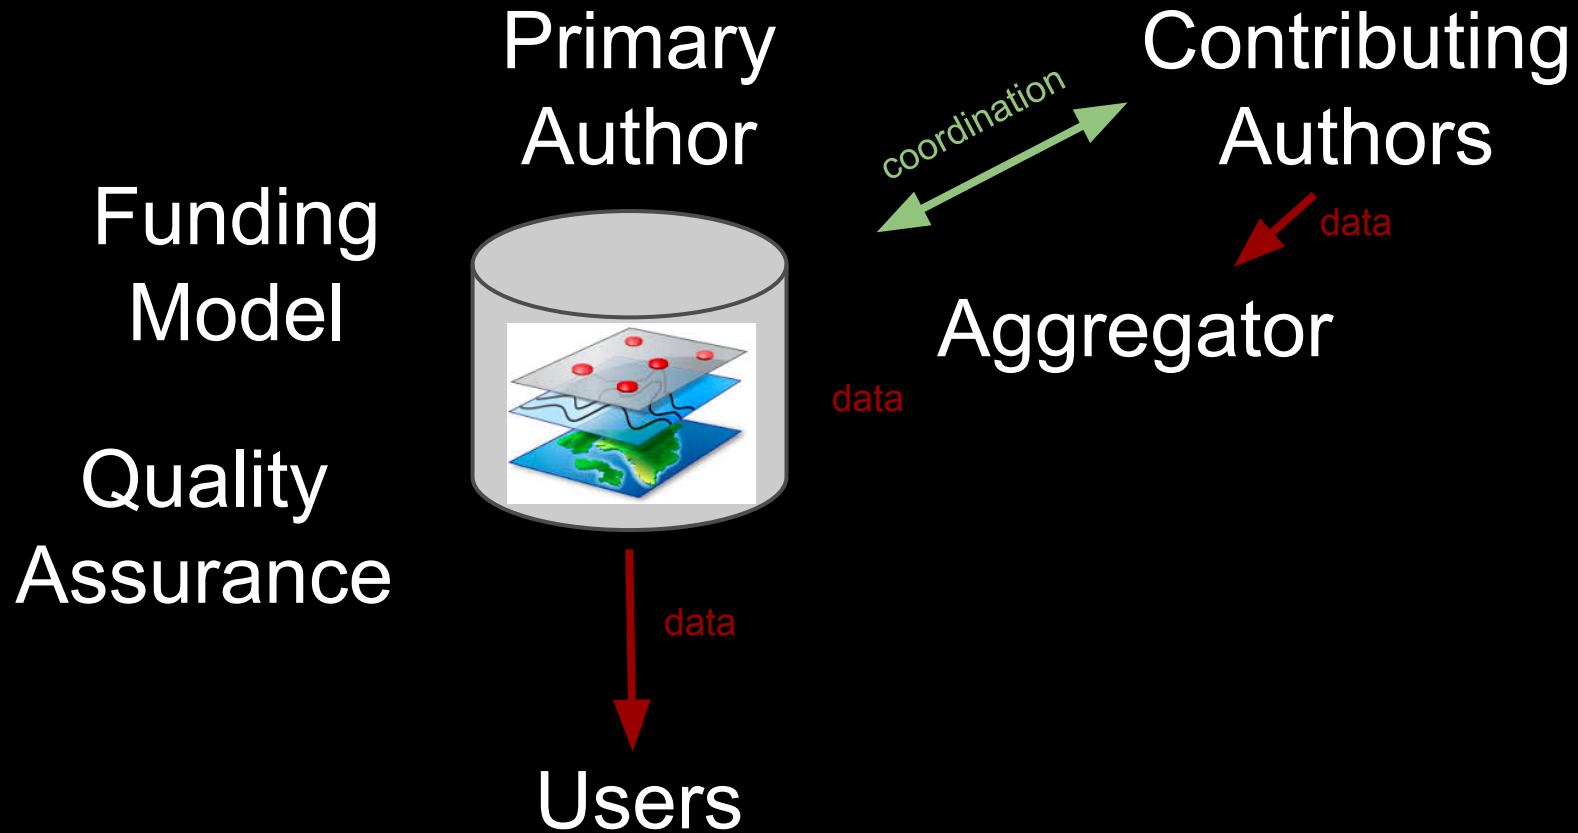 Primary
Author
coordination
Contributing
Authors
data
Funding
Model
Aggregator
data
Quality
Assurance
data
Users